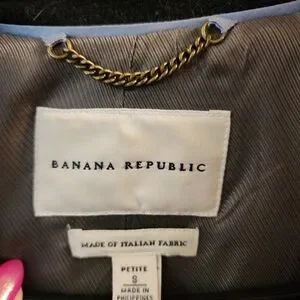 BANANA REPUBLIC
MADE OF ITALIAN FABRIC
PETITE
S
MADE IN
PHILIPPINES